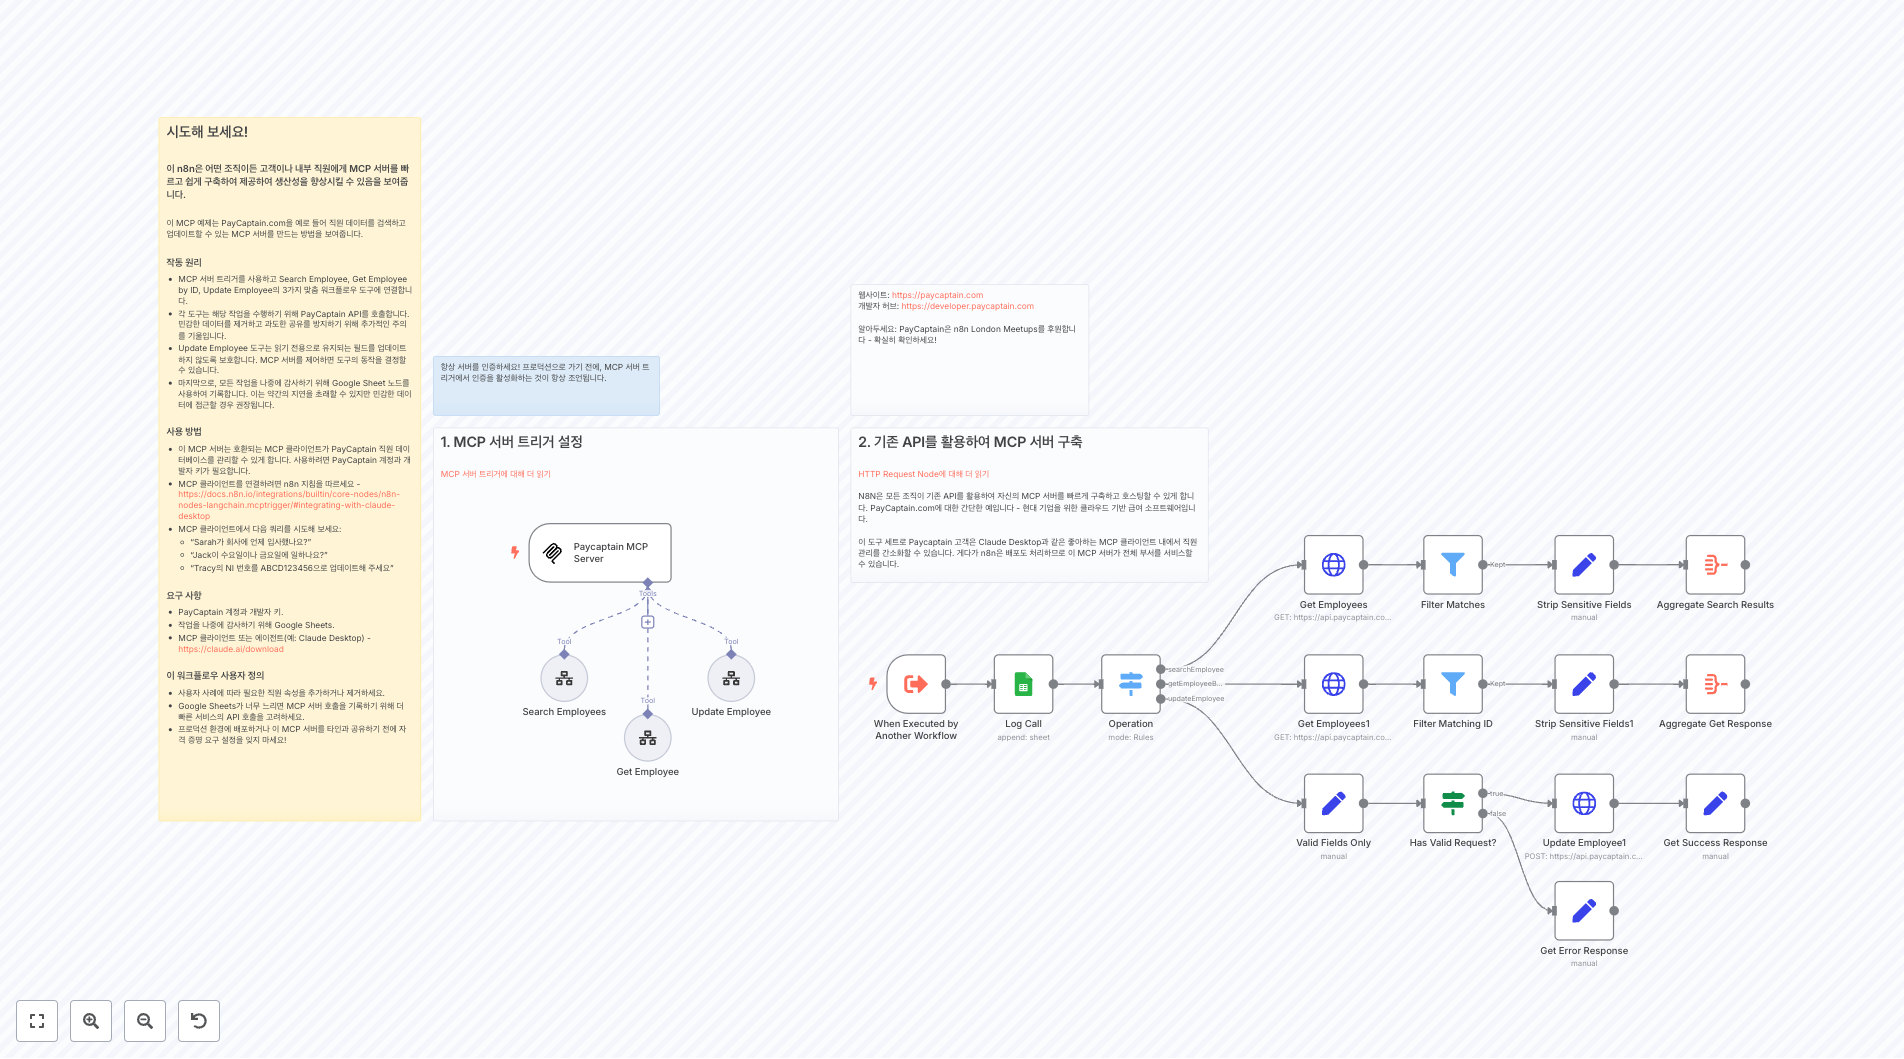 시도해 보세요!
이 n8n은 어떤 조직이든 고객이나 내부 직원에게 MCP 서버를 빠
르고 쉽게 구축하여 제공하여 생산성을 향상시킬 수 있음을 보여줍
니다.
이 MCP 예제는 PayCaptain.com을 예로 들어 직원 데이터를 검색하고
업데이트할 수 있는 MCP 서버를 만드는 방법을 보여줍니다.
작동 원리
MCP 서버 트리거를 사용하고 Search Employee, Get Employee
by ID, Update Employee의 3가지 맞춤 워크플로우 도구에 연결합니
다.
각 도구는 해당 작업을 수행하기 위해 PayCaptain API를 호출합니다.
민감한 데이터를 제거하고 과도한 공유를 방지하기 위해 추가적인 주의
를 기울입니다.
Update Employee 도구는 읽기 전용으로 유지되는 필드를 업데이트
하지 않도록 보호합니다. MCP 서버를 제어하면 도구의 동작을 결정할
수 있습니다.
마지막으로, 모든 작업을 나중에 감사하기 위해 Google Sheet 노드를
사용하여 기록합니다. 이는 약간의 지연을 초래할 수 있지만 민감한 데이
터에 접근할 경우 권장됩니다.
사용 방법
이 MCP 서버는 호환되는 MCP 클라이언트가 PayCaptain 직원 데이
터베이스를 관리할 수 있게 합니다. 사용하려면 PayCaptain 계정과 개
발자 키가 필요합니다.
MCP 클라이언트를 연결하려면 n8n 지침을 따르세요 -
https://docs.n8n.io/integrations/builtin/core-nodes/n8n-
nodes-langchain.mcptrigger/#integrating-with-claude-
desktop
MCP 클라이언트에서 다음 쿼리를 시도해 보세요:
“Sarah가 회사에 언제 입사했나요?”
“Jack이 수요일이나 금요일에 일하나요?”
“Tracy의 NI 번호를 ABCD123456으로 업데이트해 주세요”
요구 사항
PayCaptain 계정과 개발자 키.
작업을 나중에 감사하기 위해 Google Sheets.
MCP 클라이언트 또는 에이전트(예: Claude Desktop) -
https://claude.ai/download
이 워크플로우 사용자 정의
사용자 사례에 따라 필요한 직원 속성을 추가하거나 제거하세요.
Google Sheets가 너무 느리면 MCP 서버 호출을 기록하기 위해 더
빠른 서비스의 API 호출을 고려하세요.
프로덕션 환경에 배포하거나 이 MCP 서버를 타인과 공유하기 전에 자
격 증명 요구 설정을 잊지 마세요!
항상 서버를 인증하세요! 프로덕션으로 가기 전에, MCP 서버 트
리거에서 인증을 활성화하는 것이 항상 조언됩니다.
웹사이트: https://paycaptain.com
개발자 허브: https://developer.paycaptain.com
알아두세요: PayCaptain은 n8n London Meetups를 후원합니
다 - 확실히 확인하세요!
1. MCP 서버 트리거 설정
MCP 서버 트리거에 대해 더 읽기
Paycaptain MCP
Server
Tools
Tool
Tool
Search Employees
Update Employee
Tool
Get Employee
2. 기존 API를 활용하여 MCP 서버 구축
HTTP Request Node에 대해 더 읽기
N8N은 모든 조직이 기존 API를 활용하여 자신의 MCP 서버를 빠르게 구축하고 호스팅할 수 있게 합니
다. PayCaptain.com에 대한 간단한 예입니다 - 현대 기업을 위한 클라우드 기반 급여 소프트웨어입니
다.
이 도구 세트로 Paycaptain 고객은 Claude Desktop과 같은 좋아하는 MCP 클라이언트 내에서 직원
관리를 간소화할 수 있습니다. 게다가 n8n은 배포도 처리하므로 이 MCP 서버가 전체 부서를 서비스할
수 있습니다.
When Executed by
Another Workflow
Log Call
append: sheet
Operation
mode: Rules
searchEmployee
getEmployeeB...
updateEmployee
Get Employees
GET: https://api.paycaptain.co...
Filter Matches
Kept
Strip Sensitive Fields
manual
Aggregate Search Results
Get Employees1
GET: https://api.paycaptain.co...
Filter Matching ID
Kept
Strip Sensitive Fields1
manual
Aggregate Get Response
Valid Fields Only
manual
Has Valid Request?
true
false
Update Employee1
POST: https://api.paycaptain.c...
Get Success Response
manual
Get Error Response
manual